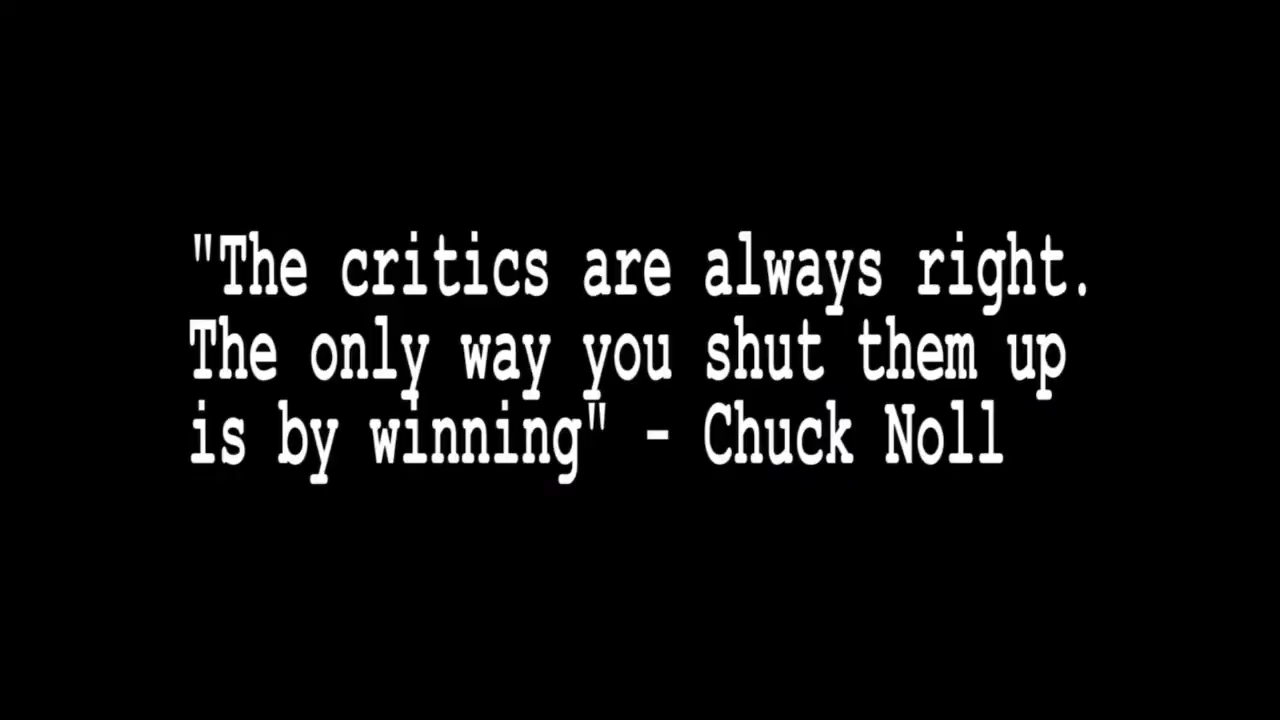 "The critics are always right.
The only way you shut them up
is by winning" - Chuck Noll